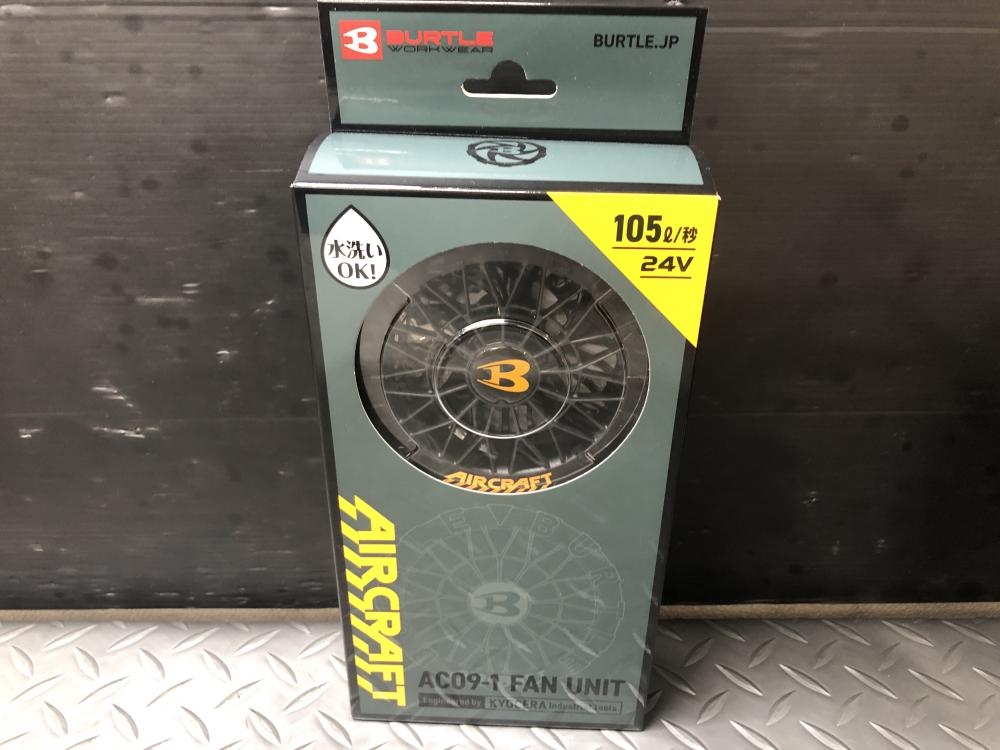 B BURTLE
WORKWEAR
BURTLE.JP
B
水洗い
OK!
105ℓ/秒
24V
B
AIRCRAFT
AIRCRAFT
B
AC09-1 FAN UNIT
Engineered by KYOCERA Industrial Tools